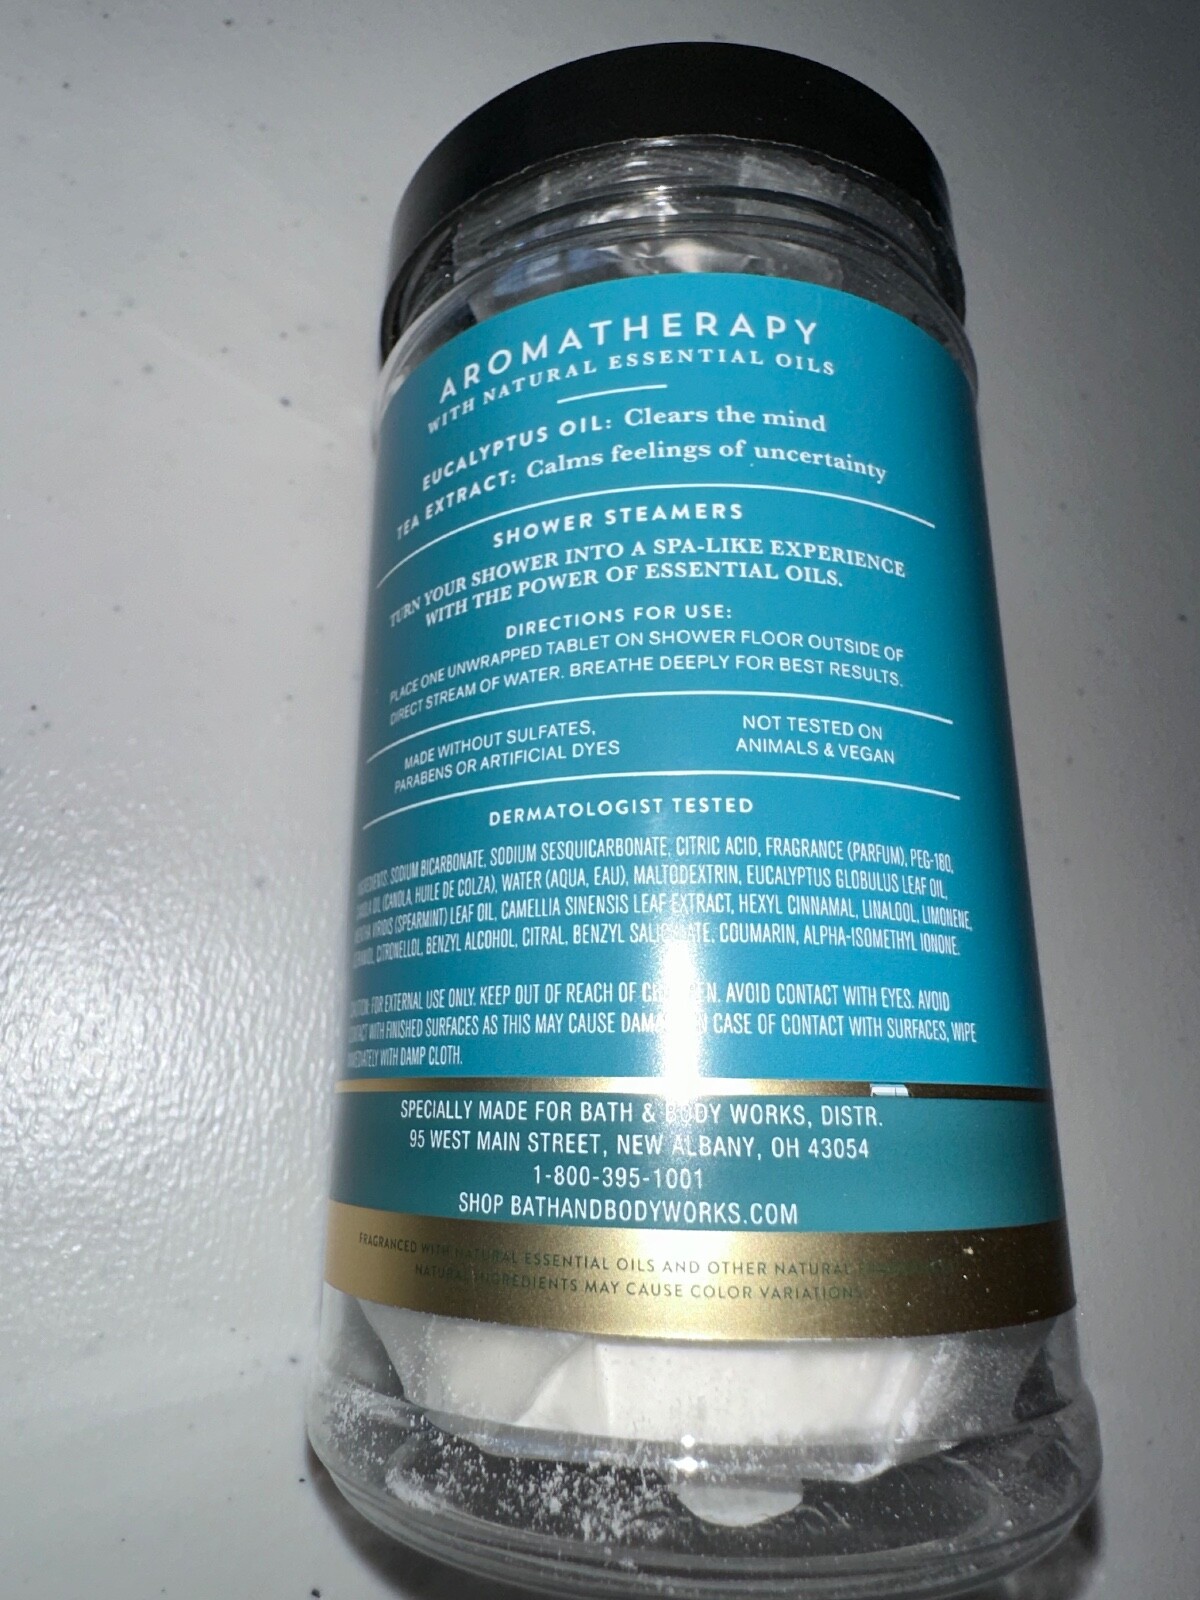 AROMATHERAPY
WITH NATURAL ESSENTIAL OILS
EUCALYPTUS OIL: Clears the mind
TEA EXTRACT: Calms feelings of uncertainty
SHOWER STEAMERS
TURN YOUR SHOWER INTO A SPA-LIKE EXPERIENCE
WITH THE POWER OF ESSENTIAL OILS.
DIRECTIONS FOR USE:
PLACE ONE UNWRAPPED TABLET ON SHOWER FLOOR OUTSIDE OF
DIRECT STREAM OF WATER. BREATHE DEEPLY FOR BEST RESULTS.
MADE WITHOUT SULFATES,
PARABENS OR ARTIFICIAL DYES
NOT TESTED ON
ANIMALS & VEGAN
DERMATOLOGIST TESTED
INGREDIENTS: SODIUM BICARBONATE, SODIUM SESQUICARBONATE, CITRIC ACID, FRAGRANCE (PARFUM), PEG-180,
OIL (CANOLA, HUILE DE COLZA), WATER (AQUA, EAU), MALTODEXTRIN, EUCALYPTUS GLOBULUS LEAF OIL,
VIRIDIS (SPEARMINT) LEAF OIL, CAMELLIA SINENSIS LEAF EXTRACT, HEXYL CINNAMAL, LINALOOL, LIMONENE,
CITRONELLOL, BENZYL ALCOHOL, CITRAL, BENZYL COUMARIN, ALPHA-ISOMETHYL IONONE.
FOR EXTERNAL USE ONLY. KEEP OUT OF REACH OF AVOID CONTACT WITH EYES. AVOID
WITH FINISHED SURFACES AS THIS MAY CAUSE CASE OF CONTACT WITH SURFACES, WIPE
WITH DAMP CLOTH.
SPECIALLY MADE FOR BATH & BODY WORKS, DISTR.
95 WEST MAIN STREET, NEW ALBANY, OH 43054
1-800-395-1001
SHOP BATHANDBODYWORKS.COM
FRAGRANCED WITH NATURAL ESSENTIAL OILS AND OTHER NATURAL
NATURAL INGREDIENTS MAY CAUSE COLOR VARIATIONS.